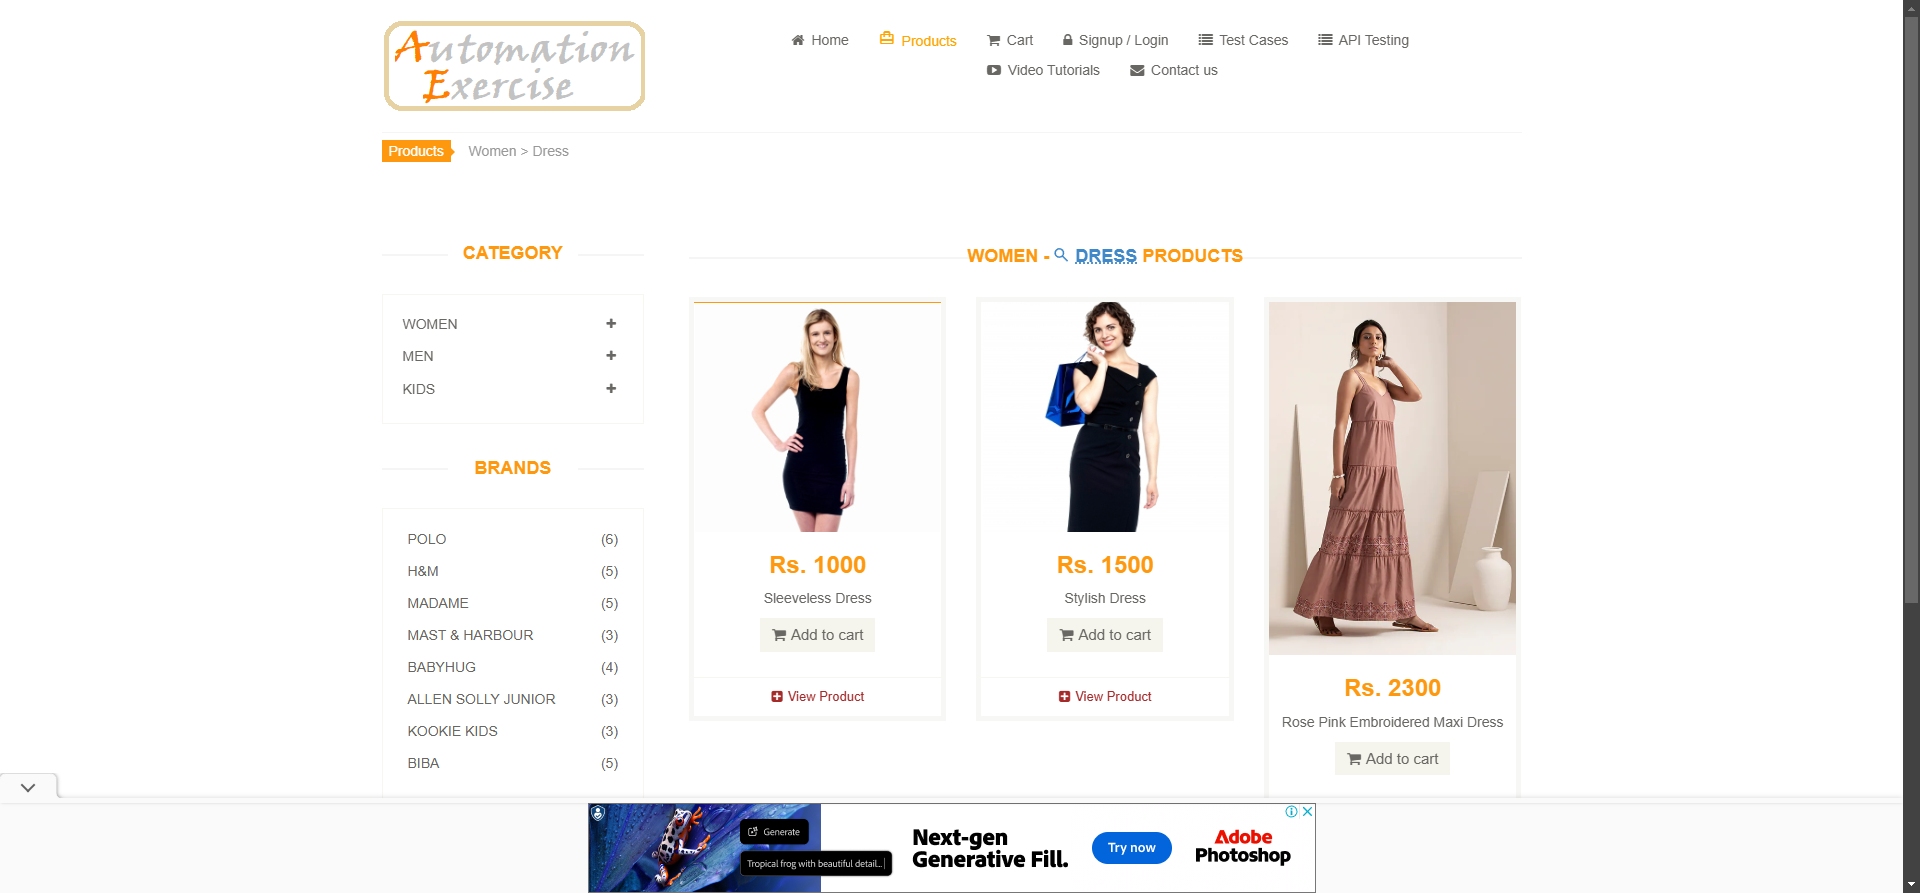 Automation
Exercise
Home
Products
Cart
Signup / Login
Test Cases
API Testing
Video Tutorials
Contact us
Products
Women > Dress
CATEGORY
WOMEN
MEN
KIDS
BRANDS
POLO (6)
H&M (5)
MADAME (5)
MAST & HARBOUR (3)
BABYHUG (4)
ALLEN SOLLY JUNIOR (3)
KOOKIE KIDS (3)
BIBA (5)
WOMEN - DRESS PRODUCTS
Rs. 1000
Sleeveless Dress
Add to cart
View Product
Rs. 1500
Stylish Dress
Add to cart
View Product
Rs. 2300
Rose Pink Embroidered Maxi Dress
Add to cart
Generate
Tropical frog with beautiful detail...
Next-gen
Generative Fill.
Try now
Adobe
Photoshop